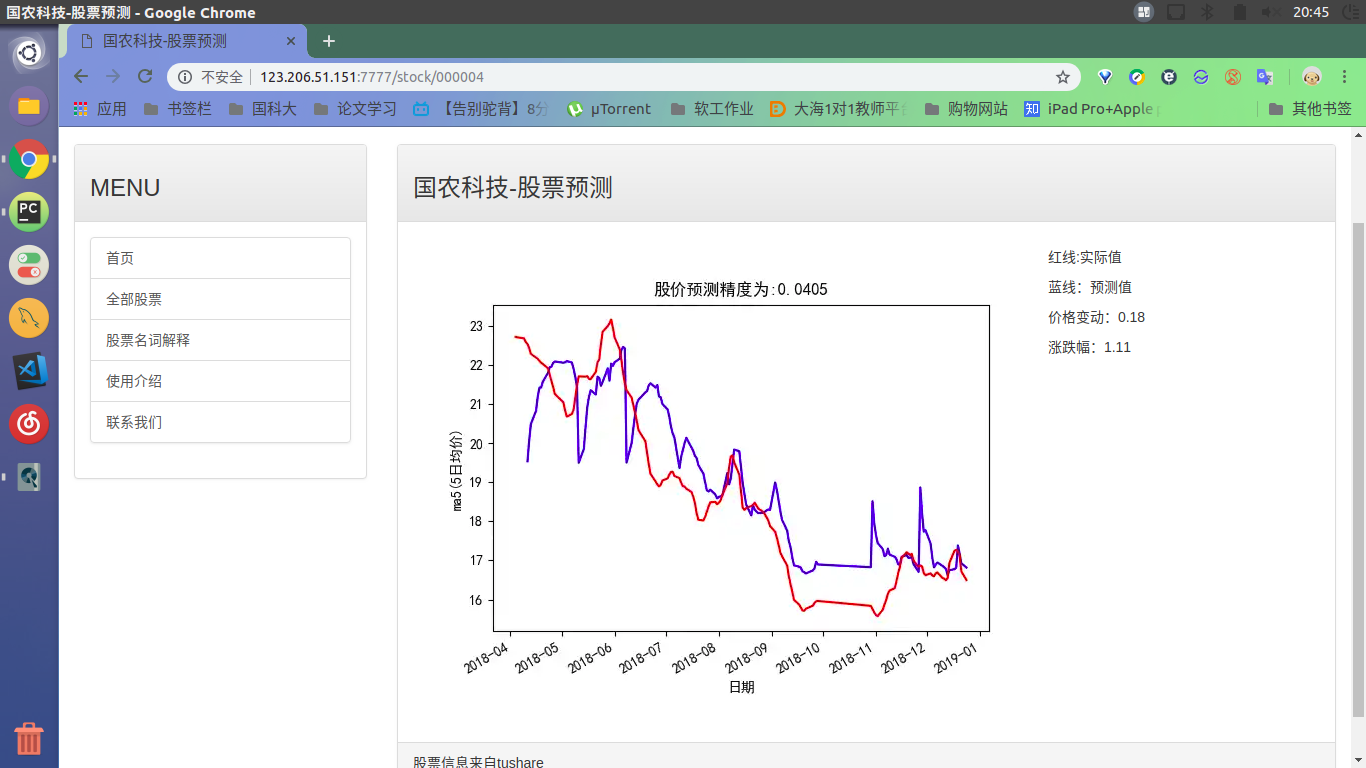 国农科技-股票预测 - Google Chrome
20:45
国农科技-股票预测
不安全 123.206.51.151:7777/stock/000004
应用 书签栏 国科大 论文学习 【告别驼背】8分 µTorrent 软工作业 大海1对1教师平台 购物网站 iPad Pro+Apple 其他书签
MENU
首页
全部股票
股票名词解释
使用介绍
联系我们
国农科技-股票预测
股价预测精度为:0.0405
ma5(5日均价)
23
22
21
20
19
18
17
16
2018-04 2018-05 2018-06 2018-07 2018-08 2018-09 2018-10 2018-11 2018-12 2019-01
日期
红线:实际值
蓝线：预测值
价格变动：0.18
涨跌幅：1.11
股票信息来自tushare
PC
知